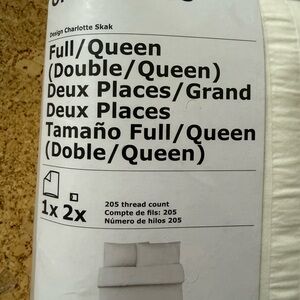 Design Charlotte Skak
Full/Queen
(Double/Queen)
Deux Places/Grand
Deux Places
Tamaño Full/Queen
(Doble/Queen)
1x 2x
205 thread count
Compte de fils: 205
Número de hilos 205